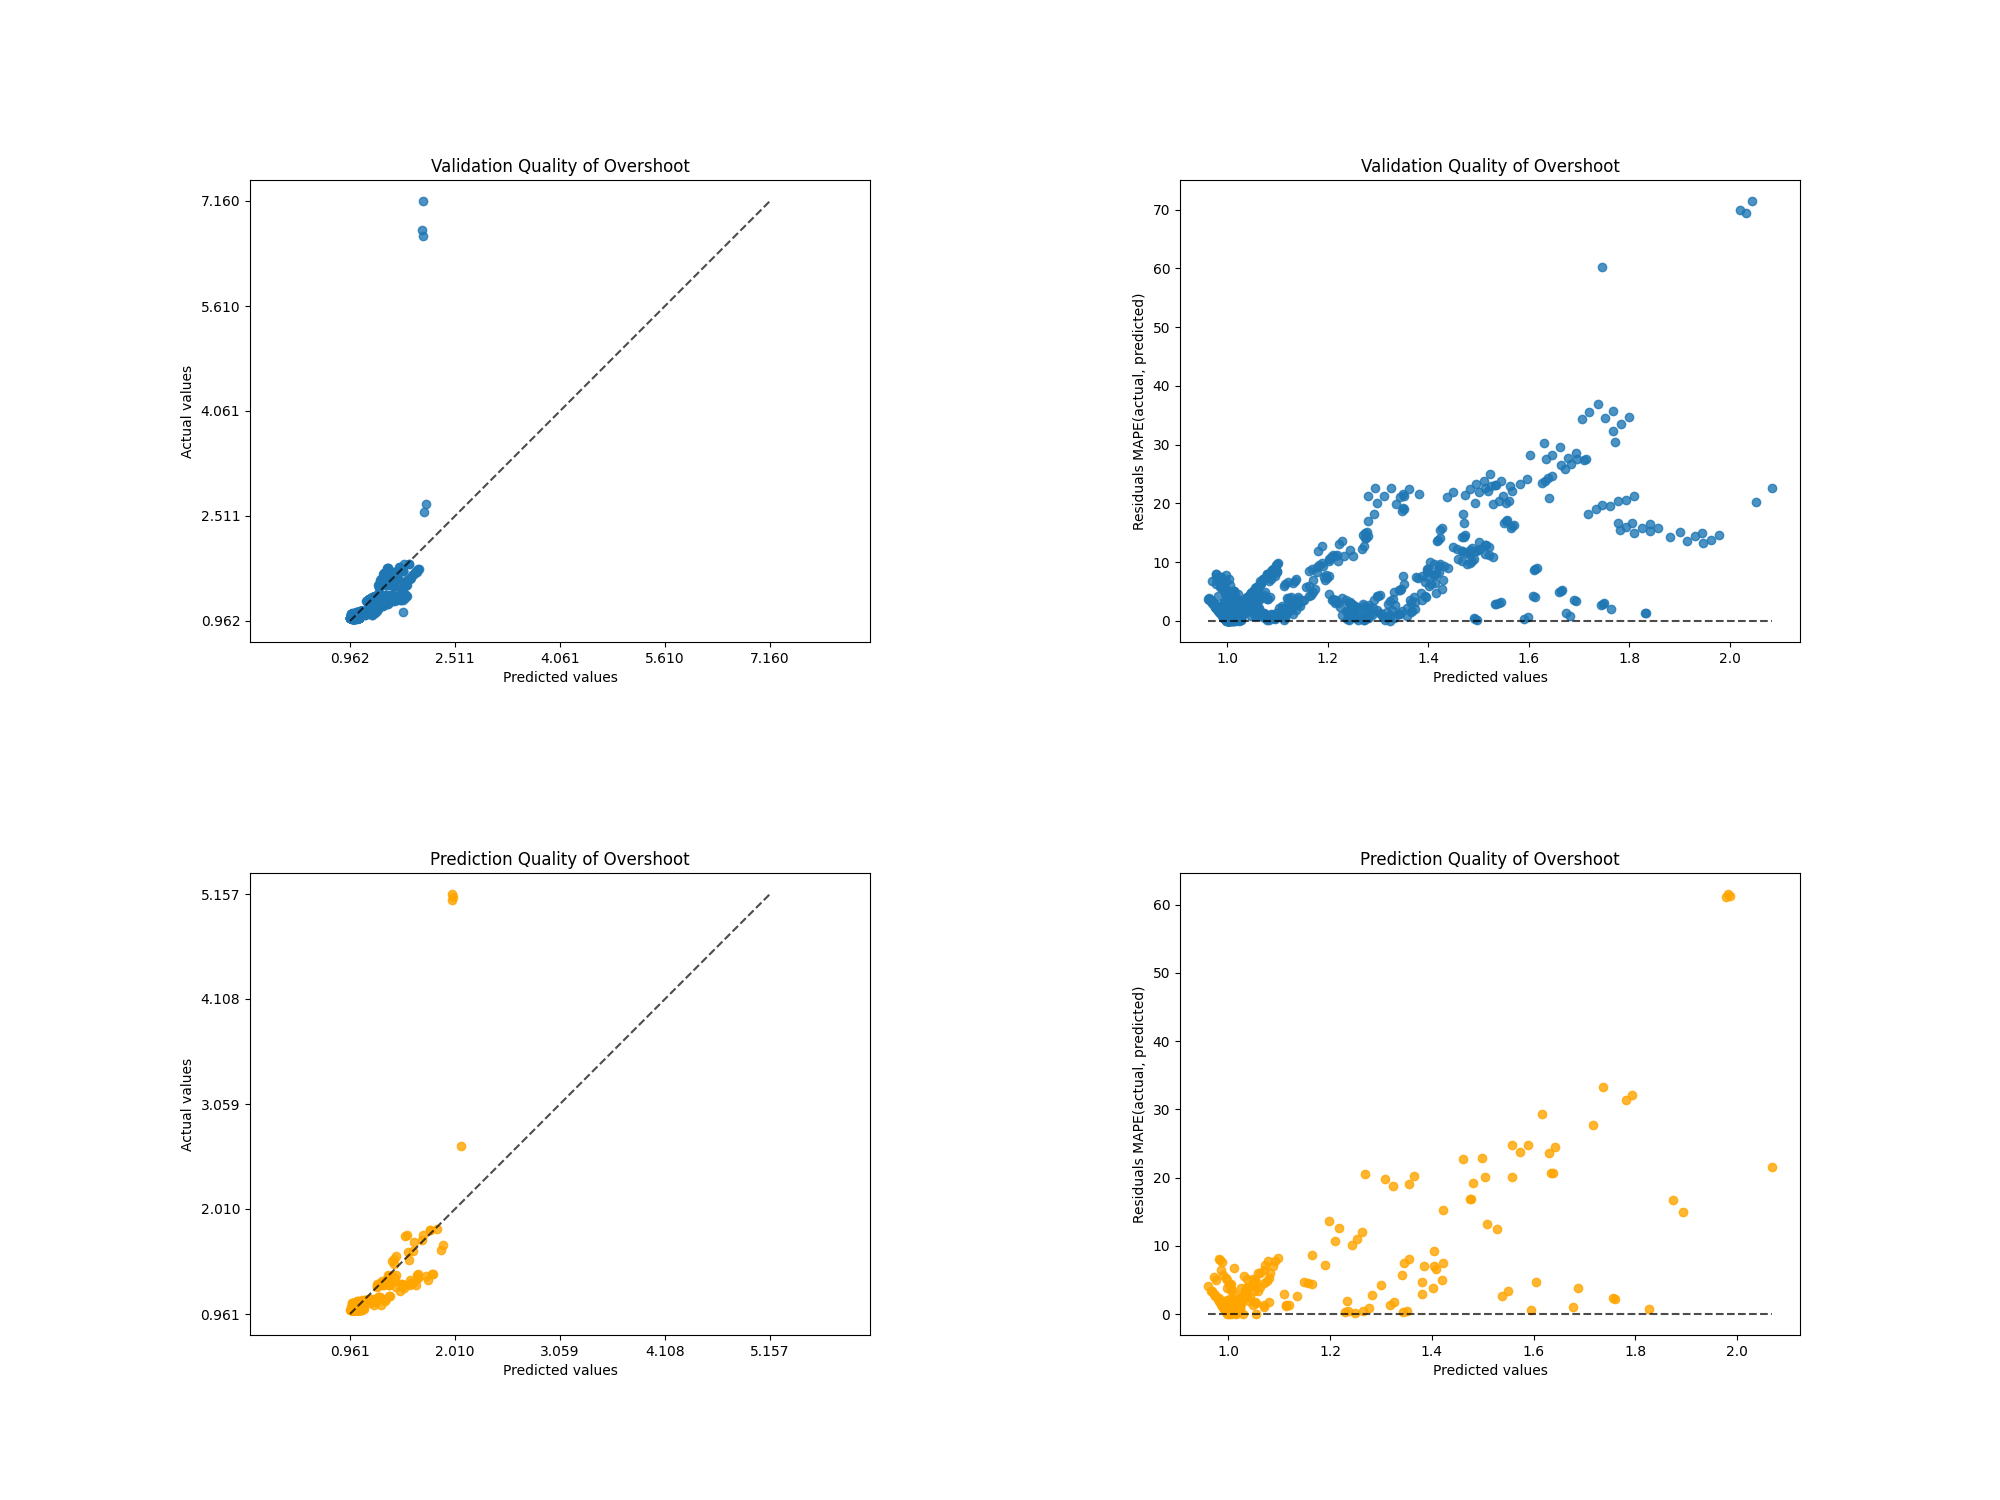 Validation Quality of Overshoot
7.160
5.610
4.061
2.511
0.962
Actual values
0.962 2.511 4.061 5.610 7.160
Predicted values
Validation Quality of Overshoot
70
60
50
40
30
20
10
0
Residuals MAPE(actual, predicted)
1.0 1.2 1.4 1.6 1.8 2.0
Predicted values
Prediction Quality of Overshoot
5.157
4.108
3.059
2.010
0.961
Actual values
0.961 2.010 3.059 4.108 5.157
Predicted values
Prediction Quality of Overshoot
60
50
40
30
20
10
0
Residuals MAPE(actual, predicted)
1.0 1.2 1.4 1.6 1.8 2.0
Predicted values